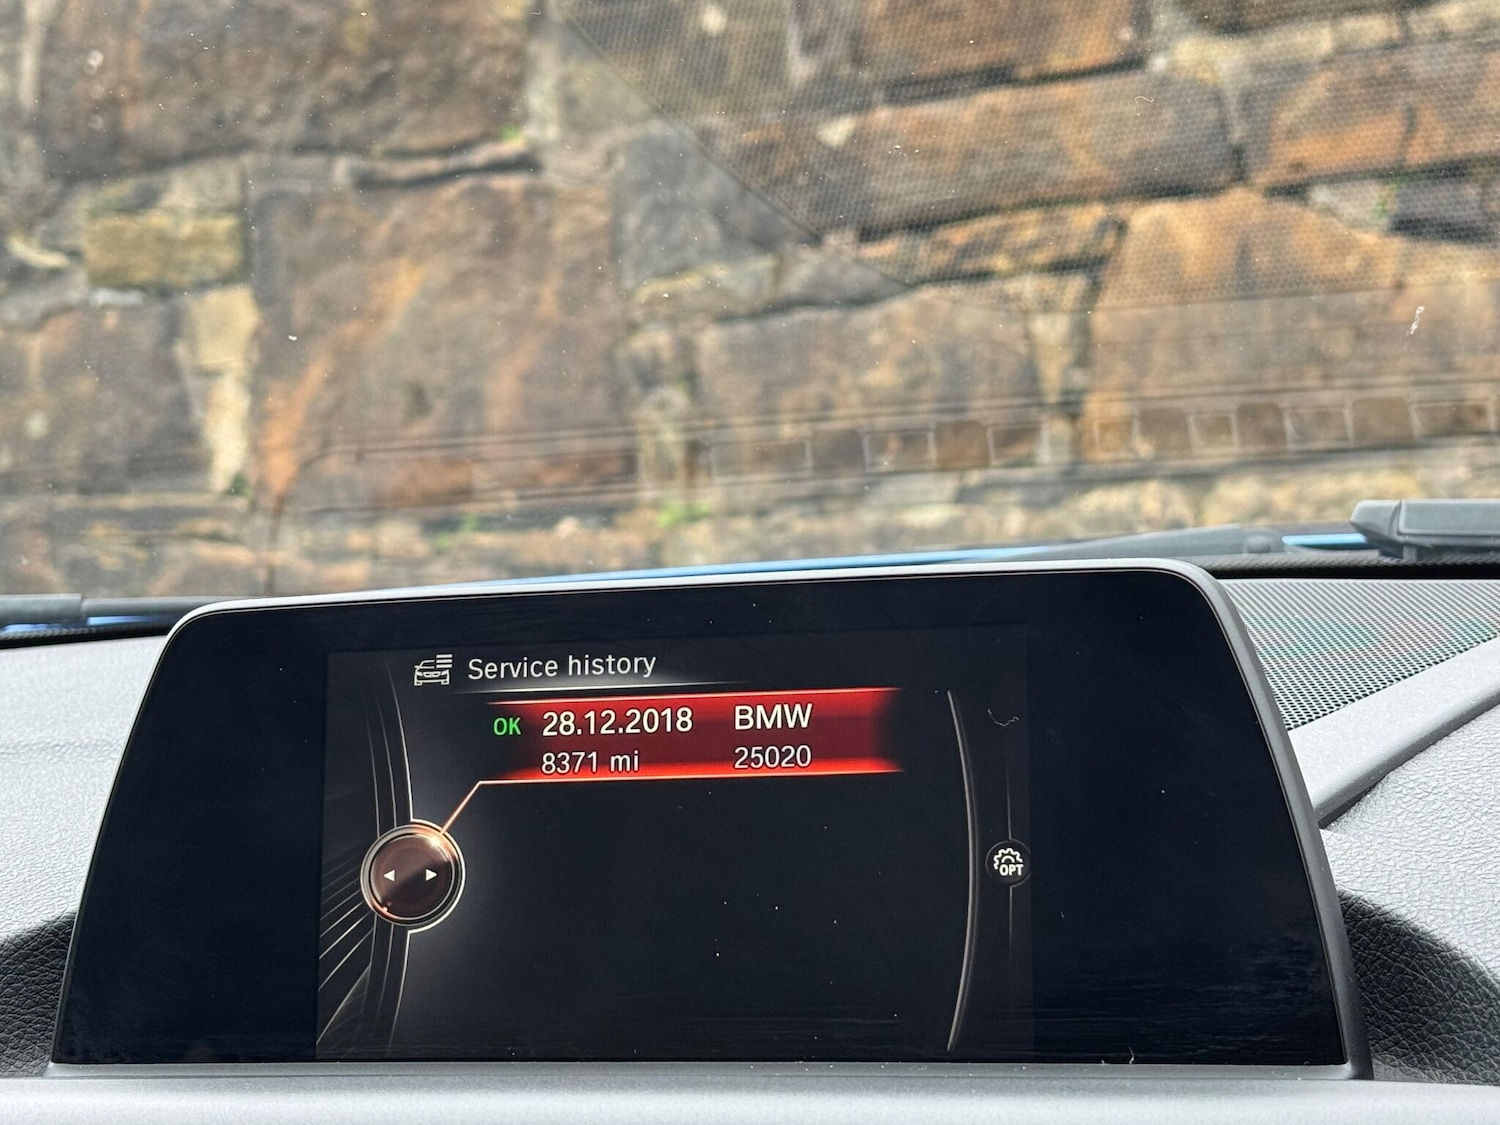 Service history
OK 28.12.2018 BMW
8371 mi 25020
OPT